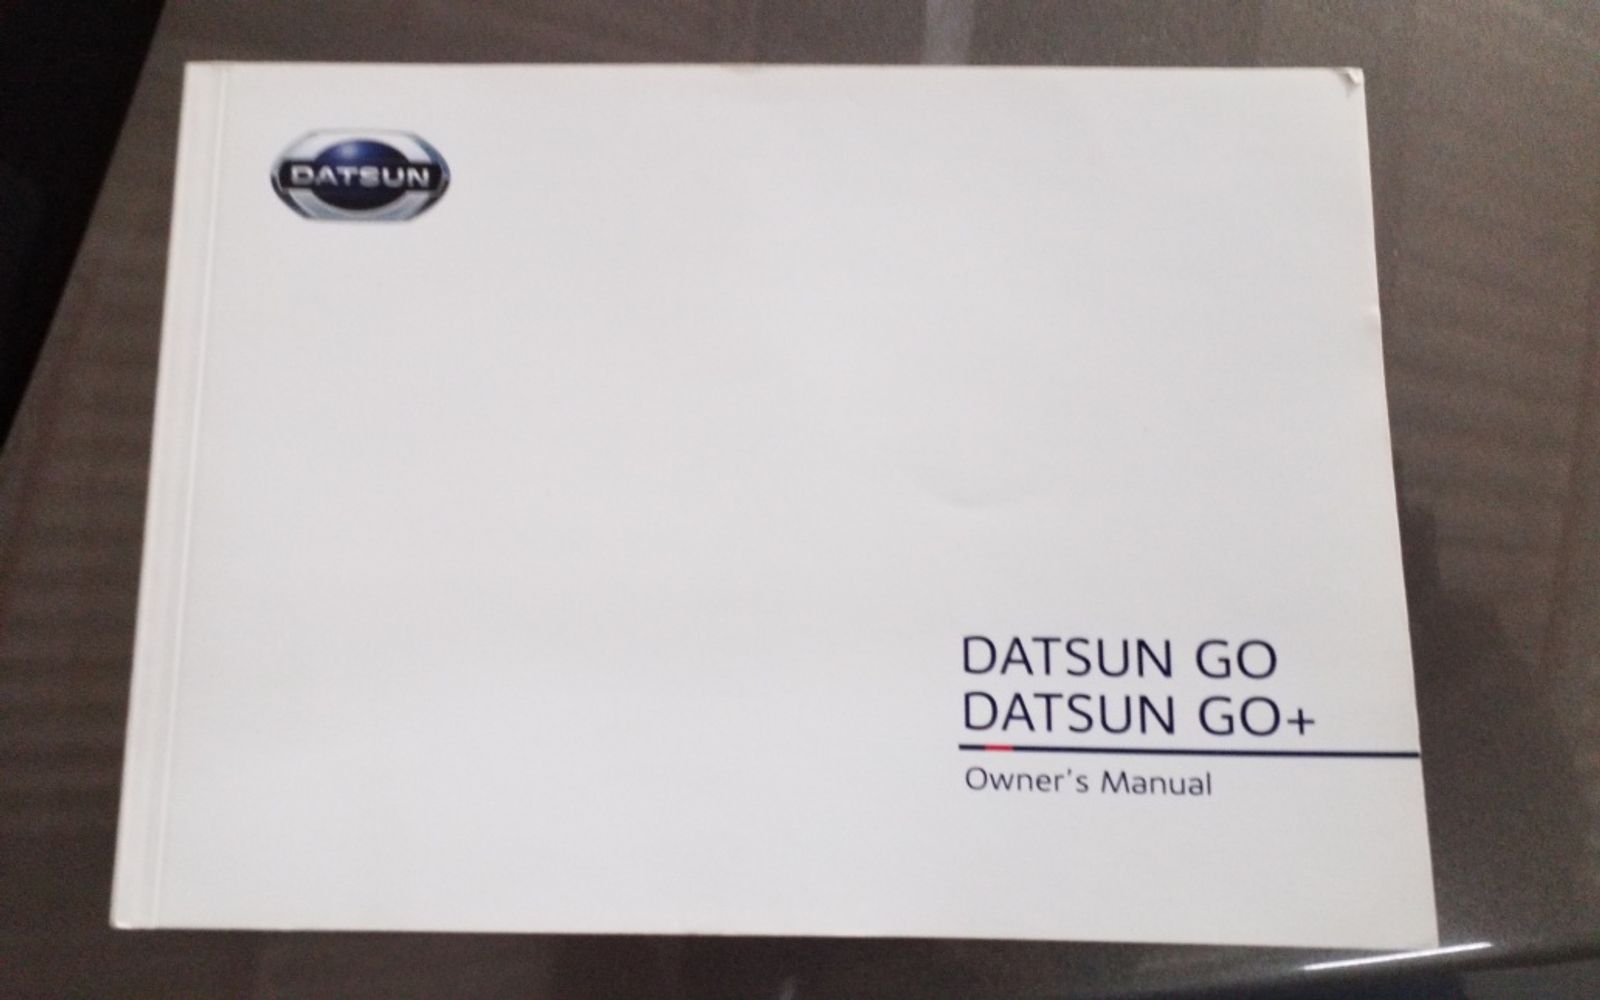 DATSUN
DATSUN GO
DATSUN GO+
Owner's Manual